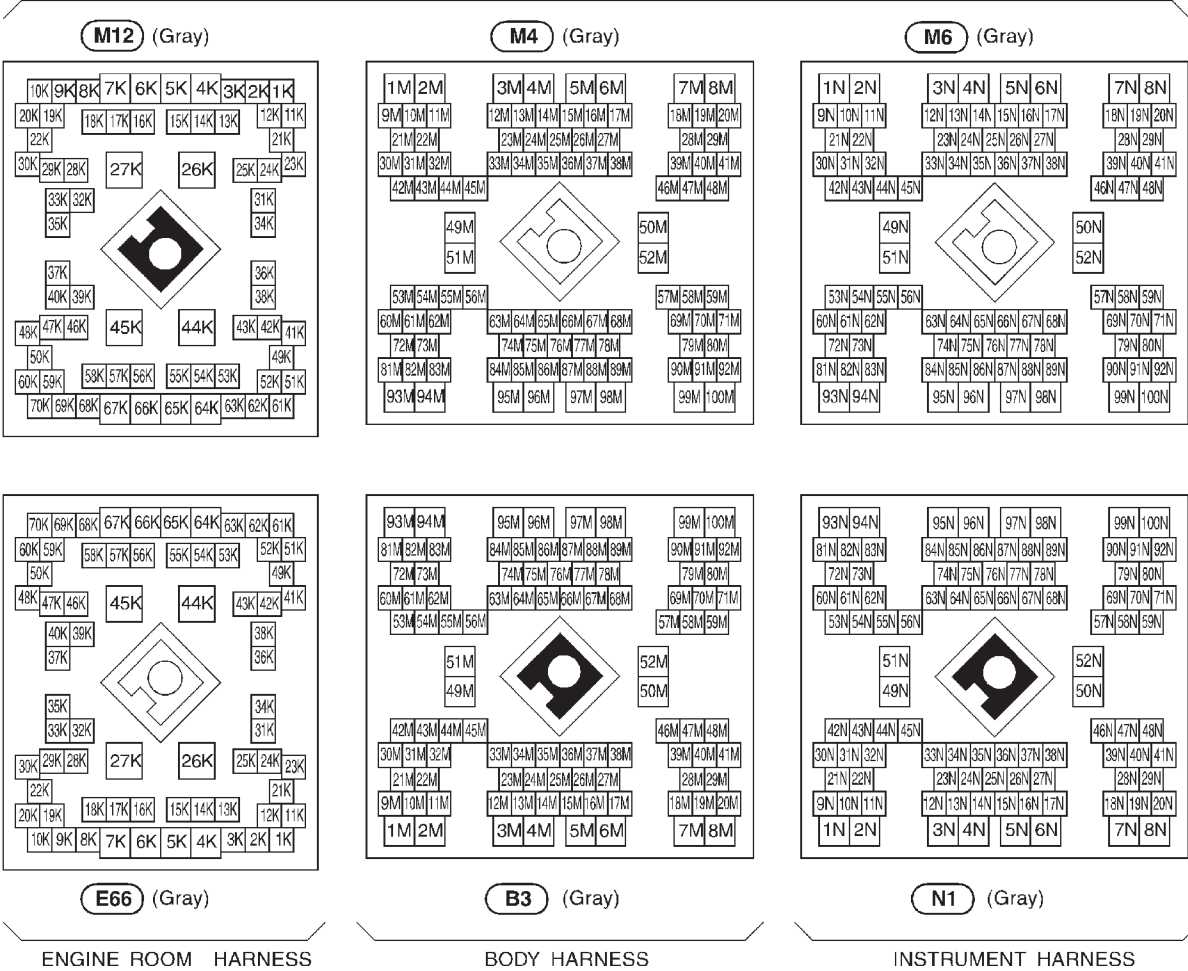 M12 (Gray) M4 (Gray) M6 (Gray)
10K 9K 8K 7K 6K 5K 4K 3K 2K 1K 1M 2M 3M 4M 5M 6M 7M 8M 1N 2N 3N 4N 5N 6N 7N 8N
20K 19K 18K 17K 16K 15K 14K 13K 12K 11K 9M 10M 11M 12M 13M 14M 15M 16M 17M 18M 19M 20M 9N 10N 11N 12N 13N 14N 15N 16N 17N 18N 19N 20N
22K 21K 21M 22M 23M 24M 25M 26M 27M 28M 29M 21N 22N 23N 24N 25N 26N 27N 28N 29N
30K 29K 28K 27K 26K 25K 24K 23K 30M 31M 32M 33M 34M 35M 36M 37M 38M 39M 40M 41M 30N 31N 32N 33N 34N 35N 36N 37N 38N 39N 40N 41N
33K 32K 31K 42M 43M 44M 45M 46M 47M 48M 42N 43N 44N 45N 46N 47N 48N
35K 34K 49M 50M 49N 50N
37K 36K 51M 52M 51N 52N
40K 39K 38K 53M 54M 55M 56M 57M 58M 59M 53N 54N 55N 56N 57N 58N 59N
48K 47K 46K 45K 44K 43K 42K 41K 60M 61M 62M 63M 64M 65M 66M 67M 68M 69M 70M 71M 60N 61N 62N 63N 64N 65N 66N 67N 68N 69N 70N 71N
50K 49K 72M 73M 74M 75M 76M 77M 78M 79M 80M 72N 73N 74N 75N 76N 77N 78N 79N 80N
60K 59K 58K 57K 56K 55K 54K 53K 52K 51K 81M 82M 83M 84M 85M 86M 87M 88M 89M 90M 91M 92M 81N 82N 83N 84N 85N 86N 87N 88N 89N 90N 91N 92N
70K 69K 68K 67K 66K 65K 64K 63K 62K 61K 93M 94M 95M 96M 97M 98M 99M 100M 93N 94N 95N 96N 97N 98N 99N 100N
70K 69K 68K 67K 66K 65K 64K 63K 62K 61K 93M 94M 95M 96M 97M 98M 99M 100M 93N 94N 95N 96N 97N 98N 99N 100N
60K 59K 58K 57K 56K 55K 54K 53K 52K 51K 81M 82M 83M 84M 85M 86M 87M 88M 89M 90M 91M 92M 81N 82N 83N 84N 85N 86N 87N 88N 89N 90N 91N 92N
50K 49K 72M 73M 74M 75M 76M 77M 78M 79M 80M 72N 73N 74N 75N 76N 77N 78N 79N 80N
48K 47K 46K 45K 44K 43K 42K 41K 60M 61M 62M 63M 64M 65M 66M 67M 68M 69M 70M 71M 60N 61N 62N 63N 64N 65N 66N 67N 68N 69N 70N 71N
40K 39K 38K 53M 54M 55M 56M 57M 58M 59M 53N 54N 55N 56N 57N 58N 59N
37K 36K 51M 52M 51N 52N
35K 34K 49M 50M 49N 50N
33K 32K 31K 42M 43M 44M 45M 46M 47M 48M 42N 43N 44N 45N 46N 47N 48N
30K 29K 28K 27K 26K 25K 24K 23K 30M 31M 32M 33M 34M 35M 36M 37M 38M 39M 40M 41M 30N 31N 32N 33N 34N 35N 36N 37N 38N 39N 40N 41N
22K 21K 21M 22M 23M 24M 25M 26M 27M 28M 29M 21N 22N 23N 24N 25N 26N 27N 28N 29N
20K 19K 18K 17K 16K 15K 14K 13K 12K 11K 9M 10M 11M 12M 13M 14M 15M 16M 17M 18M 19M 20M 9N 10N 11N 12N 13N 14N 15N 16N 17N 18N 19N 20N
10K 9K 8K 7K 6K 5K 4K 3K 2K 1K 1M 2M 3M 4M 5M 6M 7M 8M 1N 2N 3N 4N 5N 6N 7N 8N
E66 (Gray) B3 (Gray) N1 (Gray)
ENGINE ROOM HARNESS BODY HARNESS INSTRUMENT HARNESS